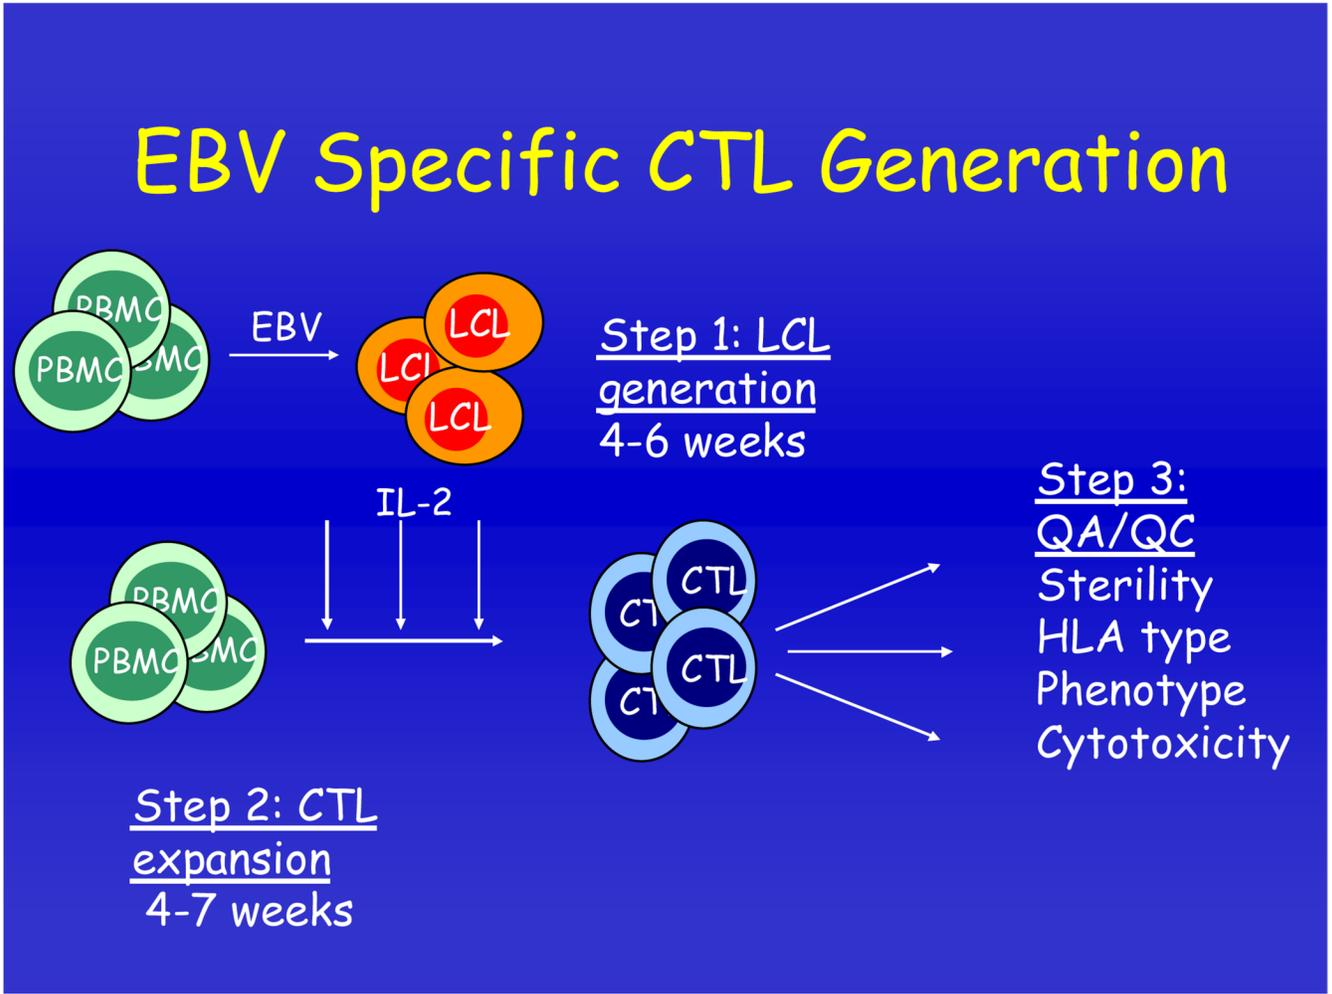 EBV Specific CTL Generation
PBMC
PBMC
EBV
LCL
LCL
LCL
Step 1: LCL
generation
4-6 weeks
IL-2
PBMC
PBMC
CTL
CTL
Step 3:
QA/QC
Sterility
HLA type
Phenotype
Cytotoxicity
Step 2: CTL
expansion
4-7 weeks